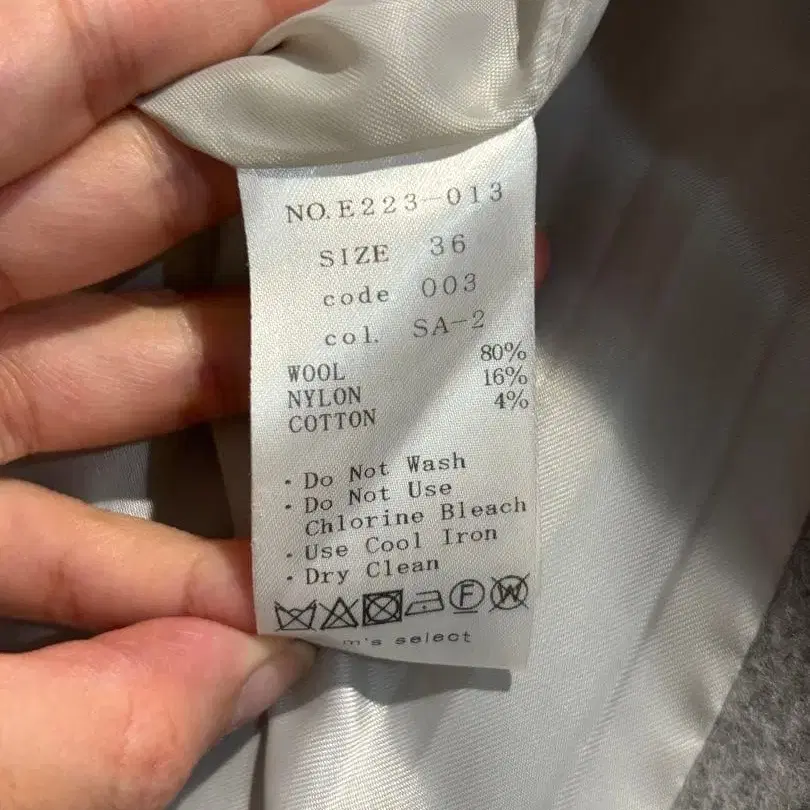 NO. E223-013
SIZE 36
code 003
col. SA-2
WOOL 80%
NYLON 16%
COTTON 4%
· Do Not Wash
· Do Not Use
Chlorine Bleach
· Use Cool Iron
· Dry Clean
F W
m's select